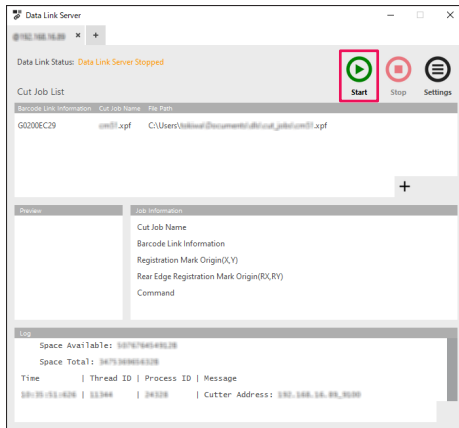 Data Link Server
Data Link Status: Data Link Server Stopped
Start
Stop
Settings
Cut Job List
Barcode Link Information Cut Job Name File Path
G0200EC29 .xpf C:\Users\ .xpf
+
Preview
Job Information
Cut Job Name
Barcode Link Information
Registration Mark Origin(X,Y)
Rear Edge Registration Mark Origin(RX,RY)
Command
Log
Space Available:
Space Total:
Time | Thread ID | Process ID | Message
| | | Cutter Address: